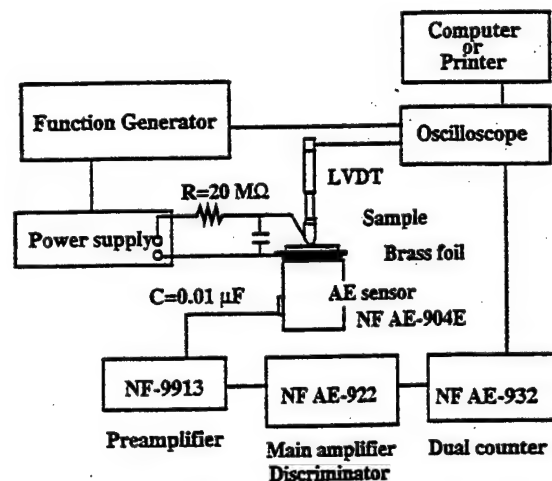 Computer
or
Printer
Function Generator
Oscilloscope
LVDT
R=20 MΩ
Sample
Power supply
Brass foil
C=0.01 μF
AE sensor
NF AE-904E
NF-9913
NF AE-922
NF AE-932
Preamplifier
Main amplifier
Discriminator
Dual counter